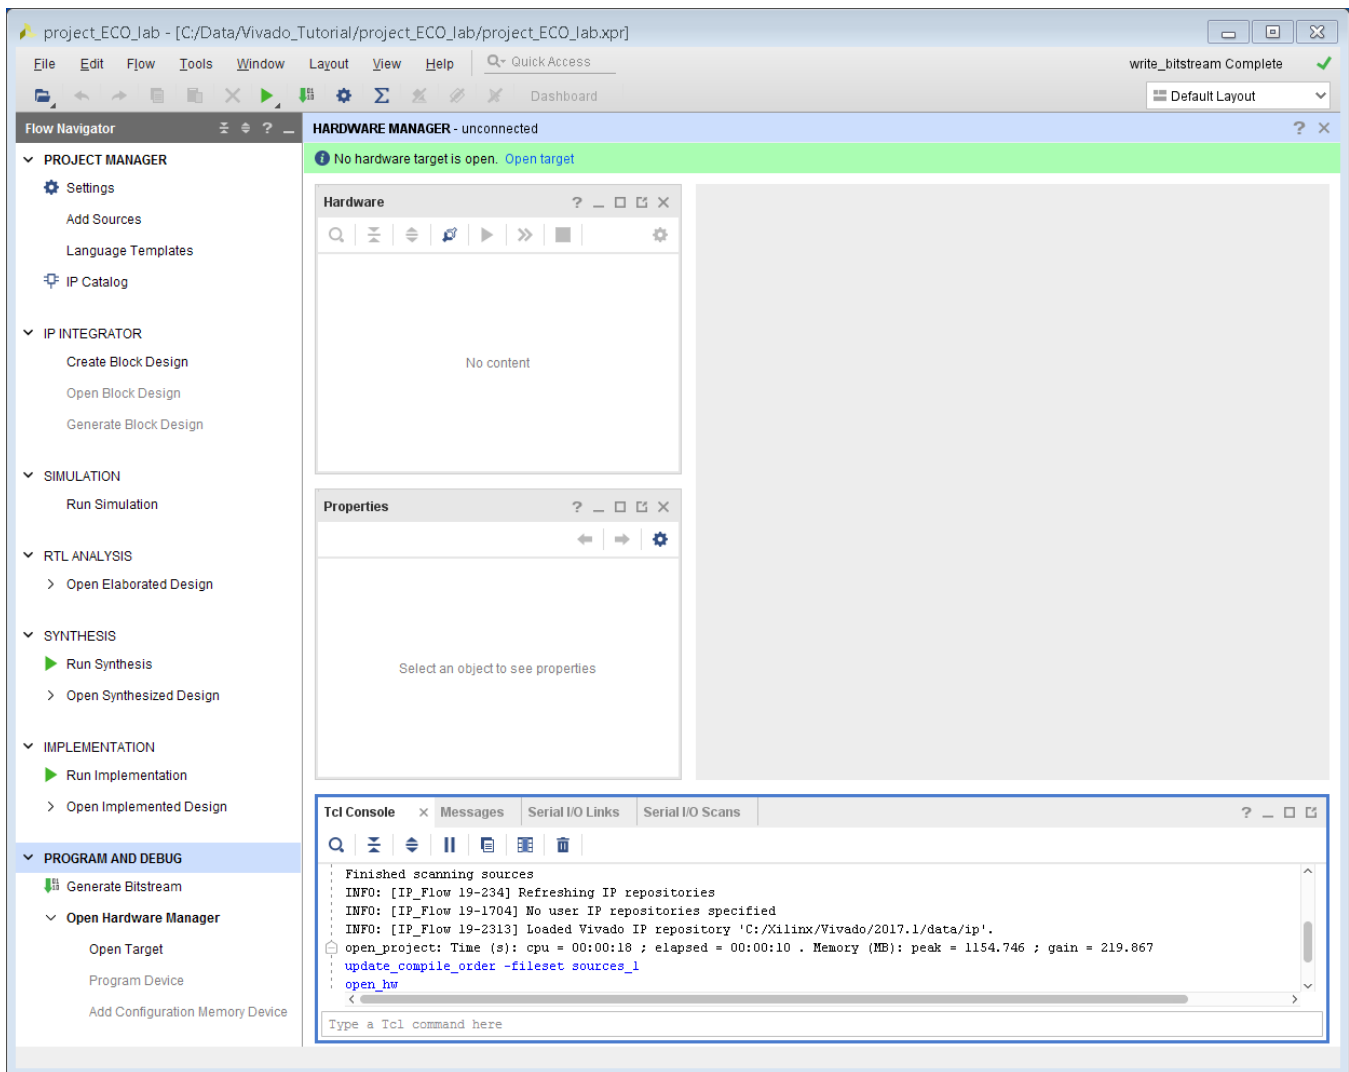 project_ECO_lab - [C:/Data/Vivado_Tutorial/project_ECO_lab/project_ECO_lab.xpr]
File Edit Flow Tools Window Layout View Help Quick Access write_bitstream Complete
Dashboard Default Layout
Flow Navigator
PROJECT MANAGER
Settings
Add Sources
Language Templates
IP Catalog
IP INTEGRATOR
Create Block Design
Open Block Design
Generate Block Design
SIMULATION
Run Simulation
RTL ANALYSIS
Open Elaborated Design
SYNTHESIS
Run Synthesis
Open Synthesized Design
IMPLEMENTATION
Run Implementation
Open Implemented Design
PROGRAM AND DEBUG
Generate Bitstream
Open Hardware Manager
Open Target
Program Device
Add Configuration Memory Device
HARDWARE MANAGER - unconnected
No hardware target is open. Open target
Hardware
No content
Properties
Select an object to see properties
Tcl Console Messages Serial I/O Links Serial I/O Scans
Finished scanning sources
INFO: [IP_Flow 19-234] Refreshing IP repositories
INFO: [IP_Flow 19-1704] No user IP repositories specified
INFO: [IP_Flow 19-2313] Loaded Vivado IP repository 'C:/Xilinx/Vivado/2017.1/data/ip'.
open_project: Time (s): cpu = 00:00:18 ; elapsed = 00:00:10 . Memory (MB): peak = 1154.746 ; gain = 219.867
update_compile_order -fileset sources_1
open_hw
Type a Tcl command here